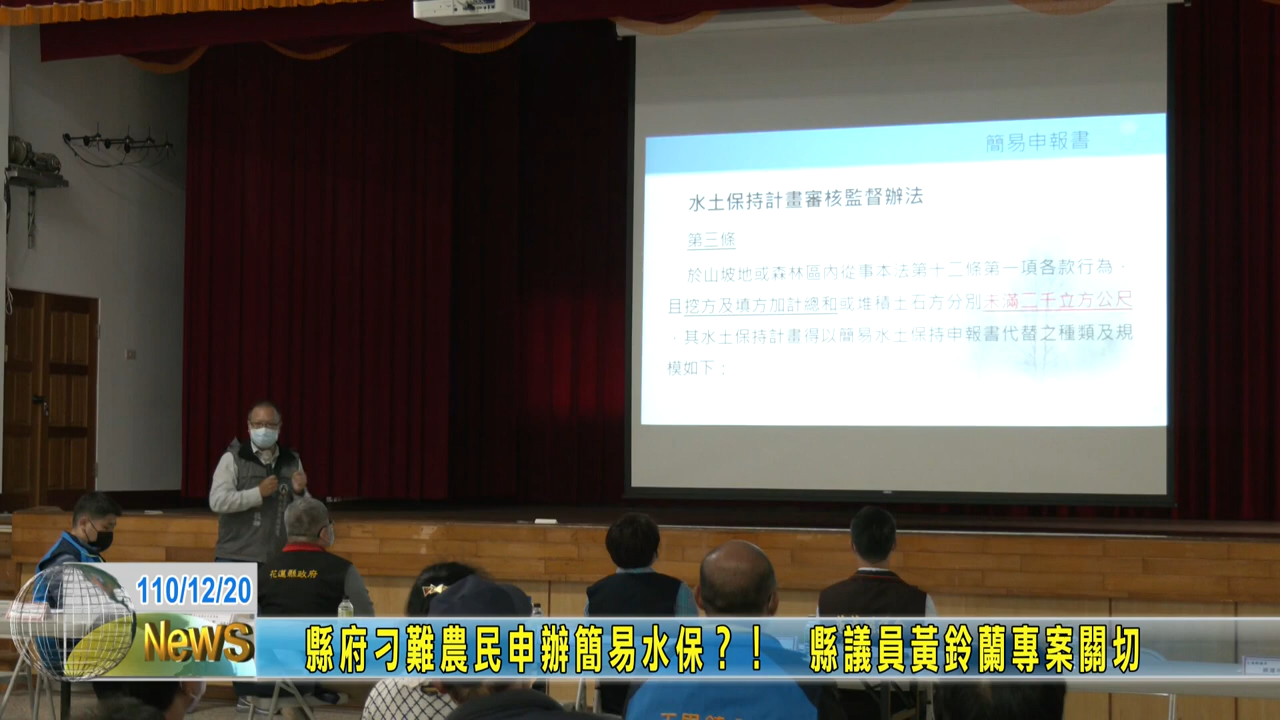 簡易申報書
水土保持計畫審核監督辦法
第三條
於山坡地或森林區內從事本法第十二條第一項各款行為，
且挖方及填方加計總和或堆積土石方分別未滿二千立方公尺
，其水土保持計畫得以簡易水土保持申報書代替之種類及規
模如下：
花蓮縣政府
110/12/20
News
縣府刁難農民申辦簡易水保？！ 縣議員黃鈴蘭專案關切